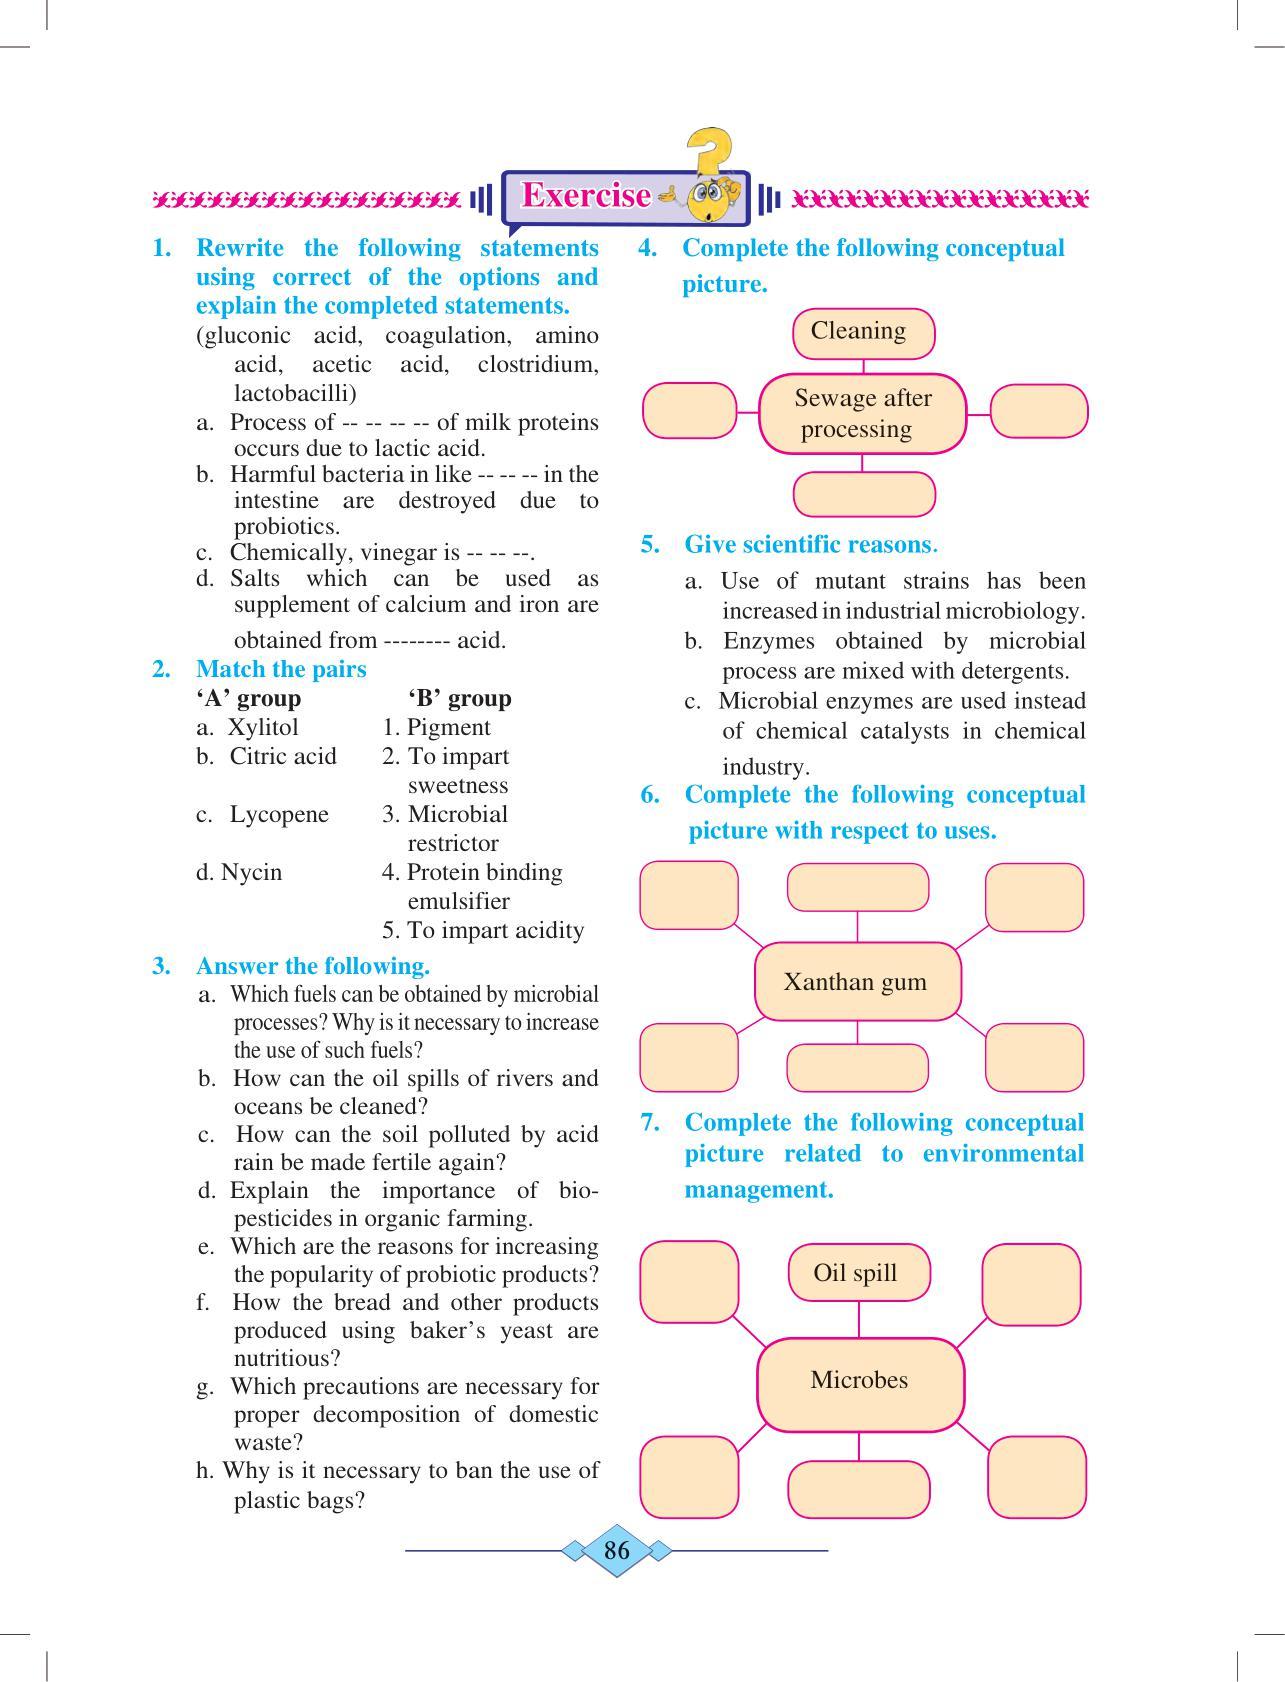 Exercise
1. Rewrite the following statements
using correct of the options and
explain the completed statements.
(gluconic acid, coagulation, amino
acid, acetic acid, clostridium,
lactobacilli)
a. Process of -- -- -- -- of milk proteins
occurs due to lactic acid.
b. Harmful bacteria in like -- -- -- in the
intestine are destroyed due to
probiotics.
c. Chemically, vinegar is -- -- --.
d. Salts which can be used as
supplement of calcium and iron are
obtained from -------- acid.
2. Match the pairs
‘A’ group ‘B’ group
a. Xylitol 1. Pigment
b. Citric acid 2. To impart
sweetness
c. Lycopene 3. Microbial
restrictor
d. Nycin 4. Protein binding
emulsifier
5. To impart acidity
3. Answer the following.
a. Which fuels can be obtained by microbial
processes? Why is it necessary to increase
the use of such fuels?
b. How can the oil spills of rivers and
oceans be cleaned?
c. How can the soil polluted by acid
rain be made fertile again?
d. Explain the importance of bio-
pesticides in organic farming.
e. Which are the reasons for increasing
the popularity of probiotic products?
f. How the bread and other products
produced using baker’s yeast are
nutritious?
g. Which precautions are necessary for
proper decomposition of domestic
waste?
h. Why is it necessary to ban the use of
plastic bags?
4. Complete the following conceptual
picture.
Cleaning
Sewage after
processing
5. Give scientific reasons.
a. Use of mutant strains has been
increased in industrial microbiology.
b. Enzymes obtained by microbial
process are mixed with detergents.
c. Microbial enzymes are used instead
of chemical catalysts in chemical
industry.
6. Complete the following conceptual
picture with respect to uses.
Xanthan gum
7. Complete the following conceptual
picture related to environmental
management.
Oil spill
Microbes
86